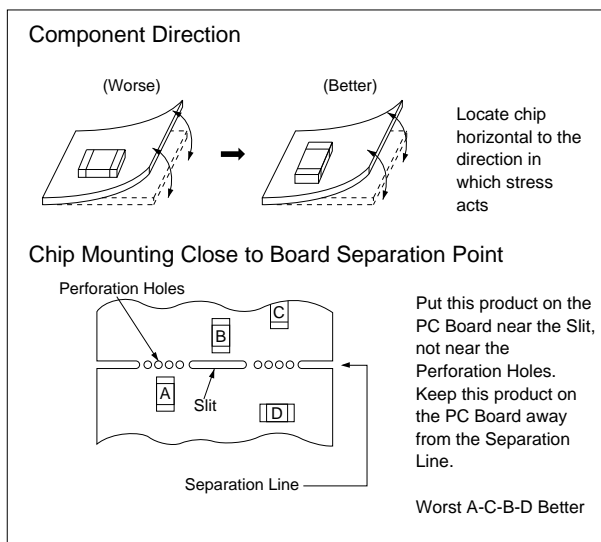 Component Direction
(Worse)
(Better)
Locate chip
horizontal to the
direction in
which stress
acts
Chip Mounting Close to Board Separation Point
Perforation Holes
C
B
A
Slit
D
Separation Line
Put this product on the
PC Board near the Slit,
not near the
Perforation Holes.
Keep this product on
the PC Board away
from the Separation
Line.
Worst A-C-B-D Better